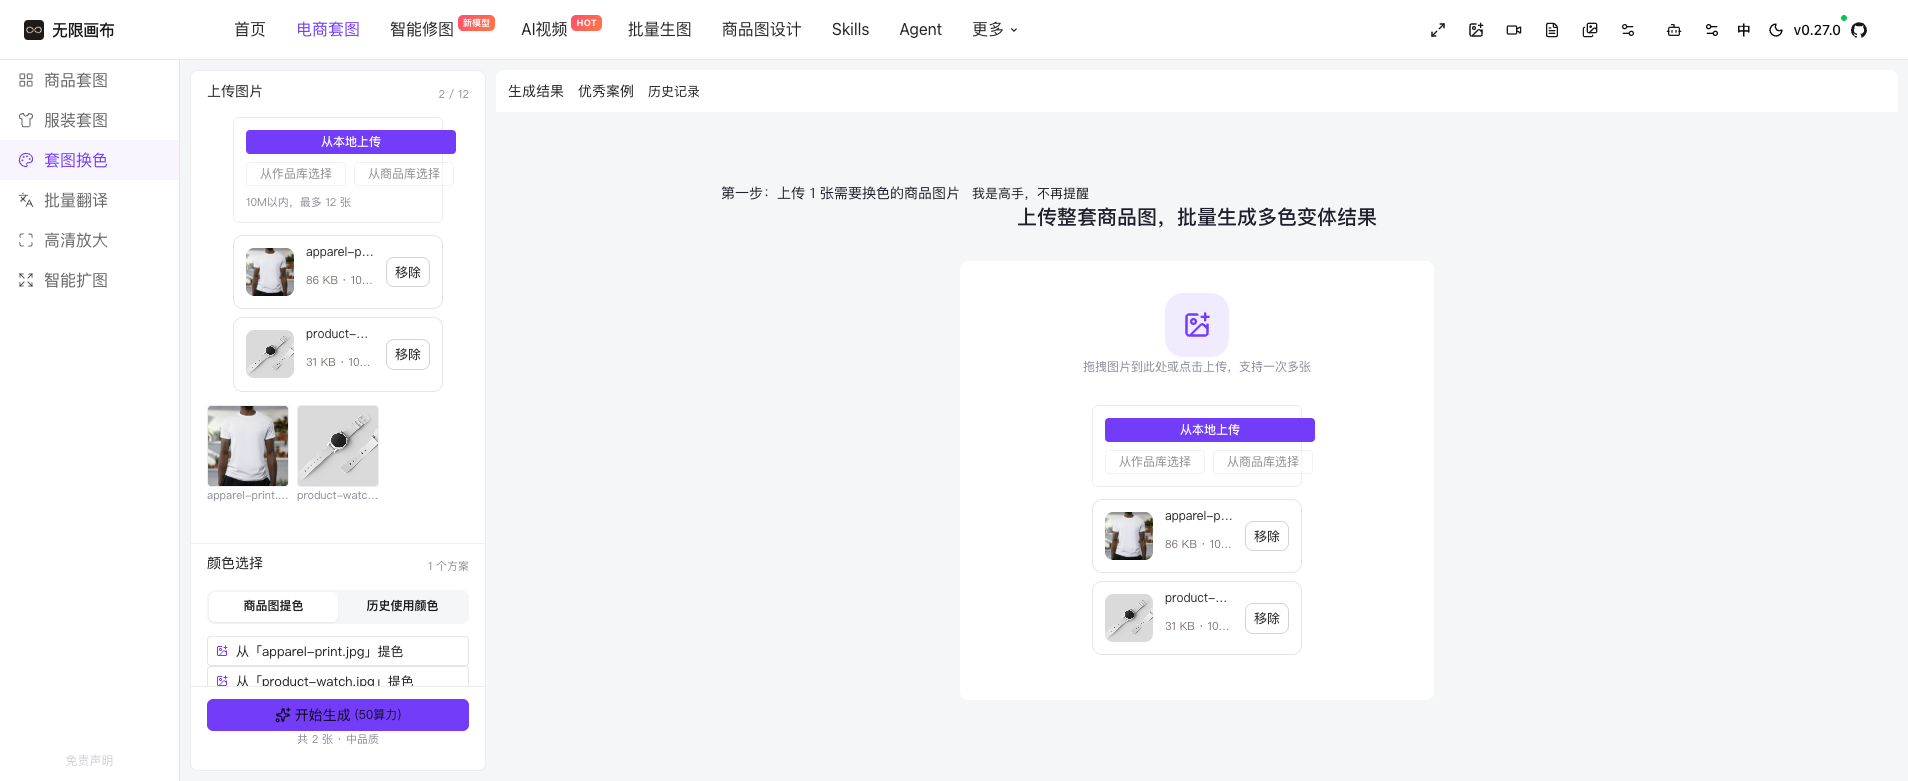 无限画布
首页
电商套图
智能修图 新模型
AI视频 HOT
批量生图
商品图设计
Skills
Agent
更多
中
v0.27.0
商品套图
服装套图
套图换色
批量翻译
高清放大
智能扩图
免责声明
上传图片
2 / 12
从本地上传
从作品库选择
从商品库选择
10M以内，最多 12 张
apparel-p...
86 KB · 10...
移除
product-...
31 KB · 10...
移除
apparel-print....
product-watc...
颜色选择
1 个方案
商品图提色
历史使用颜色
从「apparel-print.jpg」提色
从「product-watch.jpg」提色
开始生成 (50算力)
共 2 张 · 中品质
生成结果
优秀案例
历史记录
第一步：上传 1 张需要换色的商品图片
我是高手，不再提醒
上传整套商品图，批量生成多色变体结果
拖拽图片到此处或点击上传，支持一次多张
从本地上传
从作品库选择
从商品库选择
apparel-p...
86 KB · 10...
移除
product-...
31 KB · 10...
移除